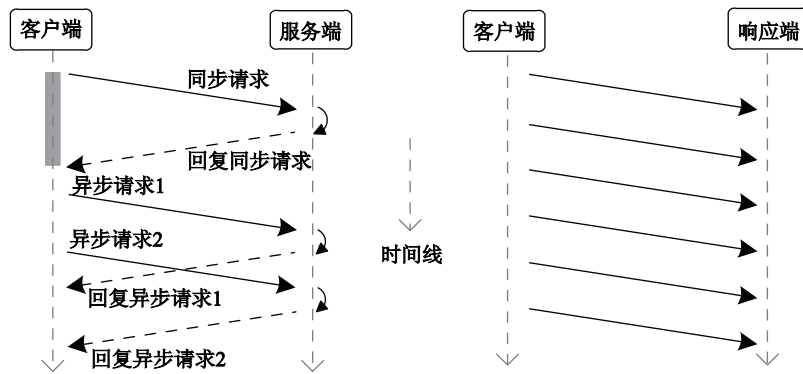 客户端
服务端
客户端
响应端
同步请求
回复同步请求
异步请求1
异步请求2
时间线
回复异步请求1
回复异步请求2